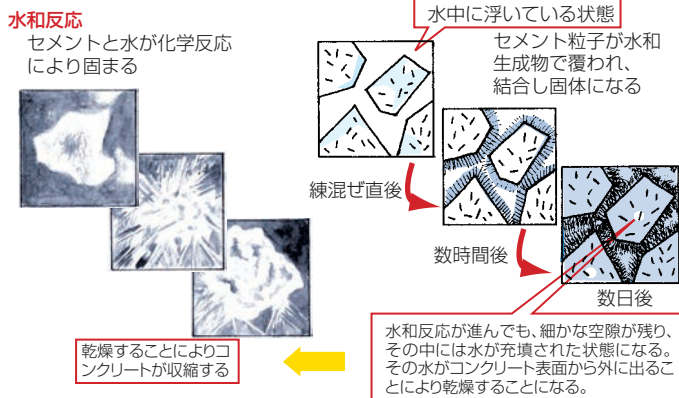 水和反応
セメントと水が化学反応
により固まる
水中に浮いている状態
セメント粒子が水和
生成物で覆われ、
結合し固体になる
練混ぜ直後
数時間後
数日後
水和反応が進んでも、細かな空隙が残り、
その中には水が充填された状態になる。
その水がコンクリート表面から外に出るこ
とにより乾燥することになる。
乾燥することによりコ
ンクリートが収縮する